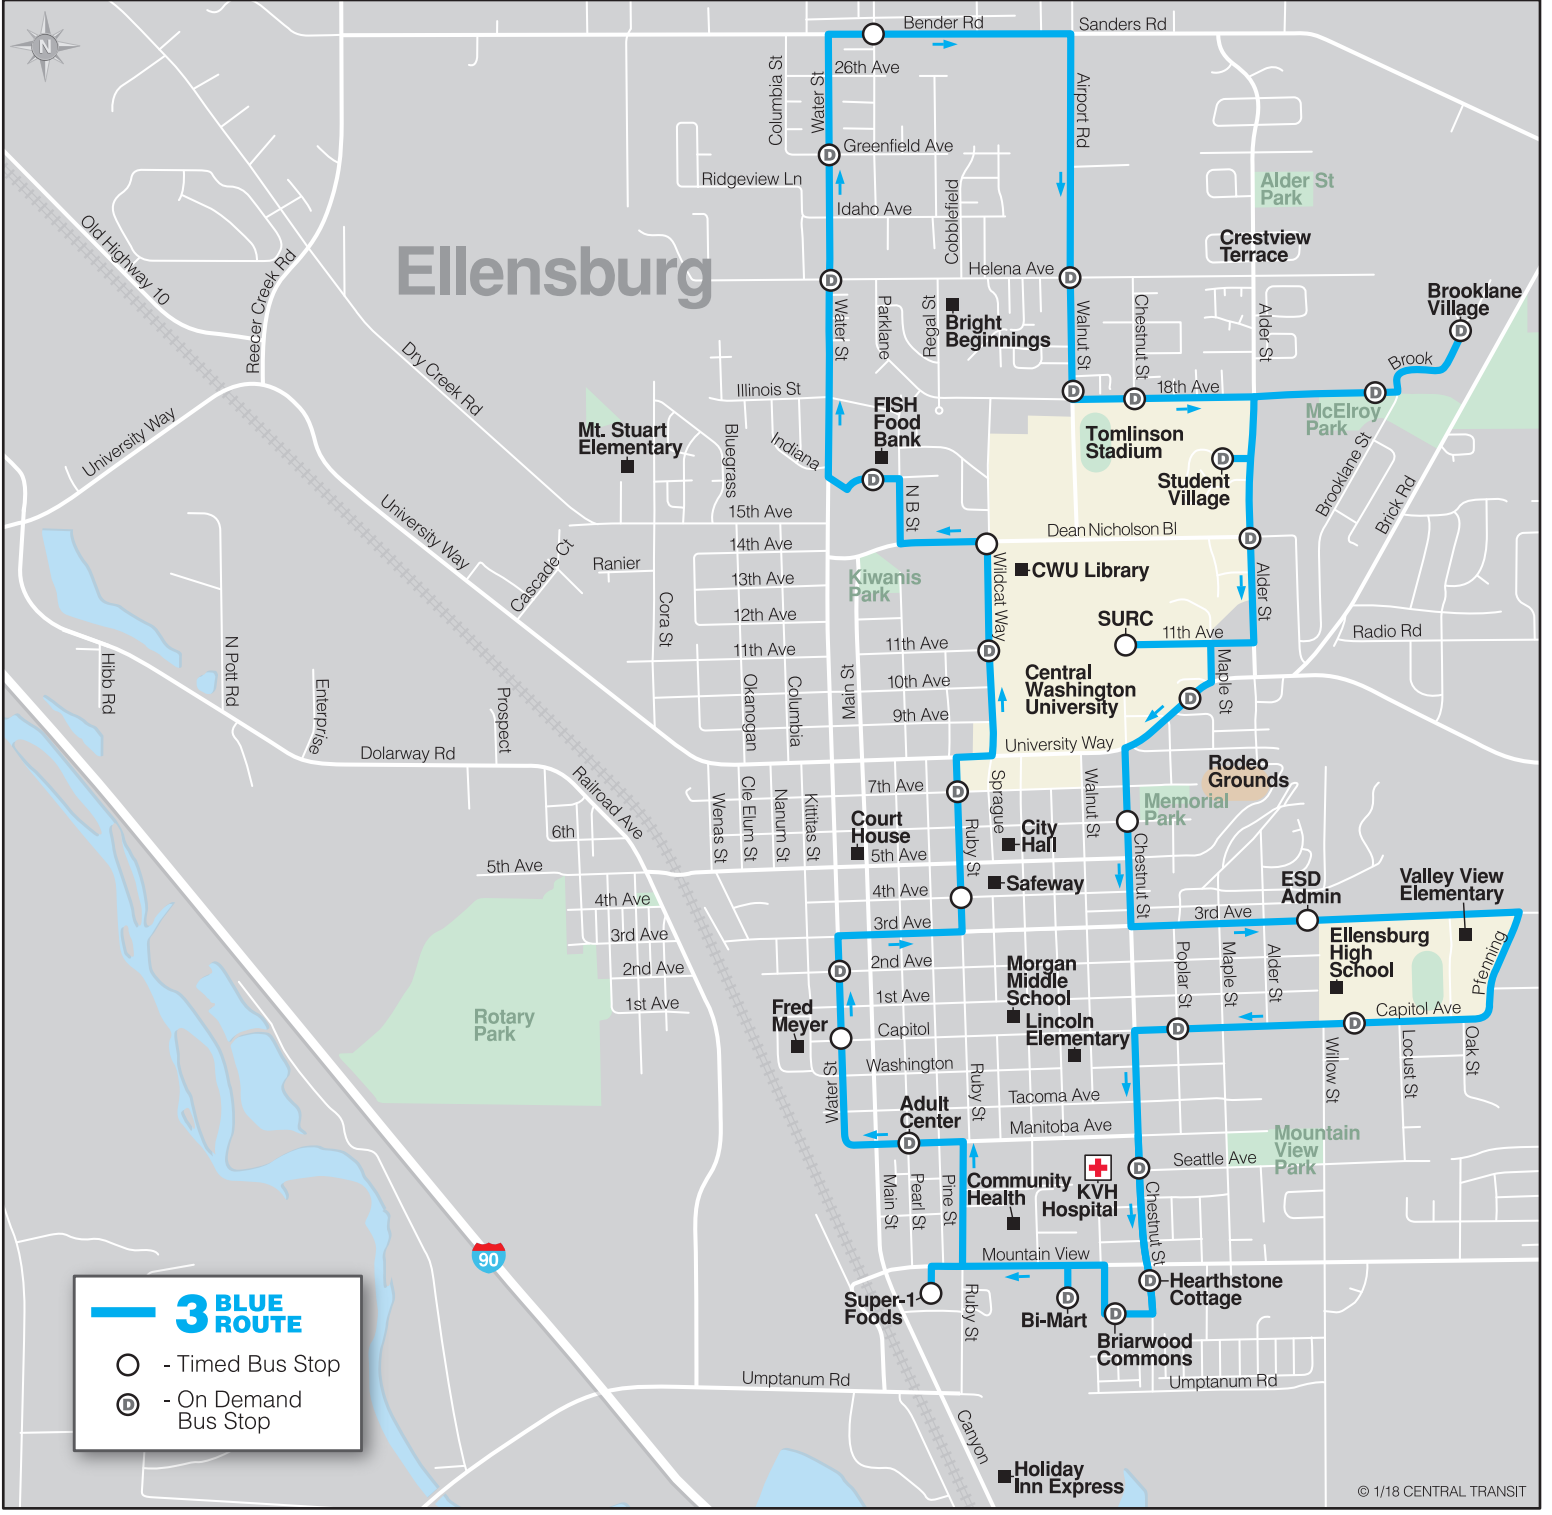 N
Bender Rd
Sanders Rd
26th Ave
Columbia St
Water St
Airport Rd
Greenfield Ave
Ridgeview Ln
Idaho Ave
Cobblefield
Alder St
Park
Crestview
Terrace
Old Highway 10
Reecer Creek Rd
Ellensburg
Helena Ave
D
D
D
Brooklane
Village
D
Water St
Parklane
Regal St
Bright
Beginnings
Walnut St
Chestnut St
Alder St
Brook
Dry Creek Rd
Illinois St
18th Ave
D
D
D
McElroy
Park
University Way
Mt. Stuart
Elementary
Bluegrass
Indiana
FISH
Food
Bank
Tomlinson
Stadium
D
Student
Village
Brooklane St
Brick Rd
D
N B St
15th Ave
University Way
Dean Nicholson Bl
D
14th Ave
Ranier
Cascade Ct
13th Ave
Kiwanis
Park
Wildcat Way
CWU Library
Alder St
12th Ave
Cora St
SURC
11th Ave
Radio Rd
11th Ave
11th Ave
D
Hibb Rd
N Pott Rd
Enterprise
Prospect
Okanogan
Columbia
Main St
10th Ave
9th Ave
Central
Washington
University
D
Maple St
Dolarway Rd
University Way
Railroad Ave
Rodeo
Grounds
7th Ave
D
Sprague
Walnut St
Memorial
Park
Wenas St
Cle Elum St
Nanum St
Kittitas St
6th
Court
House
5th Ave
Ruby St
City
Hall
Chestnut St
5th Ave
4th Ave
Safeway
ESD
Admin
Valley View
Elementary
4th Ave
3rd Ave
3rd Ave
3rd Ave
2nd Ave
1st Ave
D
2nd Ave
1st Ave
Morgan
Middle
School
Poplar St
Maple St
Alder St
Ellensburg
High
School
Pfenning
Rotary
Park
Fred
Meyer
Capitol
Lincoln
Elementary
D
D
Capitol Ave
Washington
Water St
Ruby St
Willow St
Locust St
Oak St
Tacoma Ave
Adult
Center
D
Manitoba Ave
Mountain
View
Park
Seattle Ave
D
Main St
Pearl St
Pine St
Community
Health
KVH
Hospital
Chestnut St
Mountain View
90
D
Hearthstone
Cottage
Super-1
Foods
Ruby St
D
Bi-Mart
D
Briarwood
Commons
3 BLUE
ROUTE
- Timed Bus Stop
D - On Demand
Bus Stop
Umptanum Rd
Umptanum Rd
Canyon
Holiday
Inn Express
© 1/18 CENTRAL TRANSIT